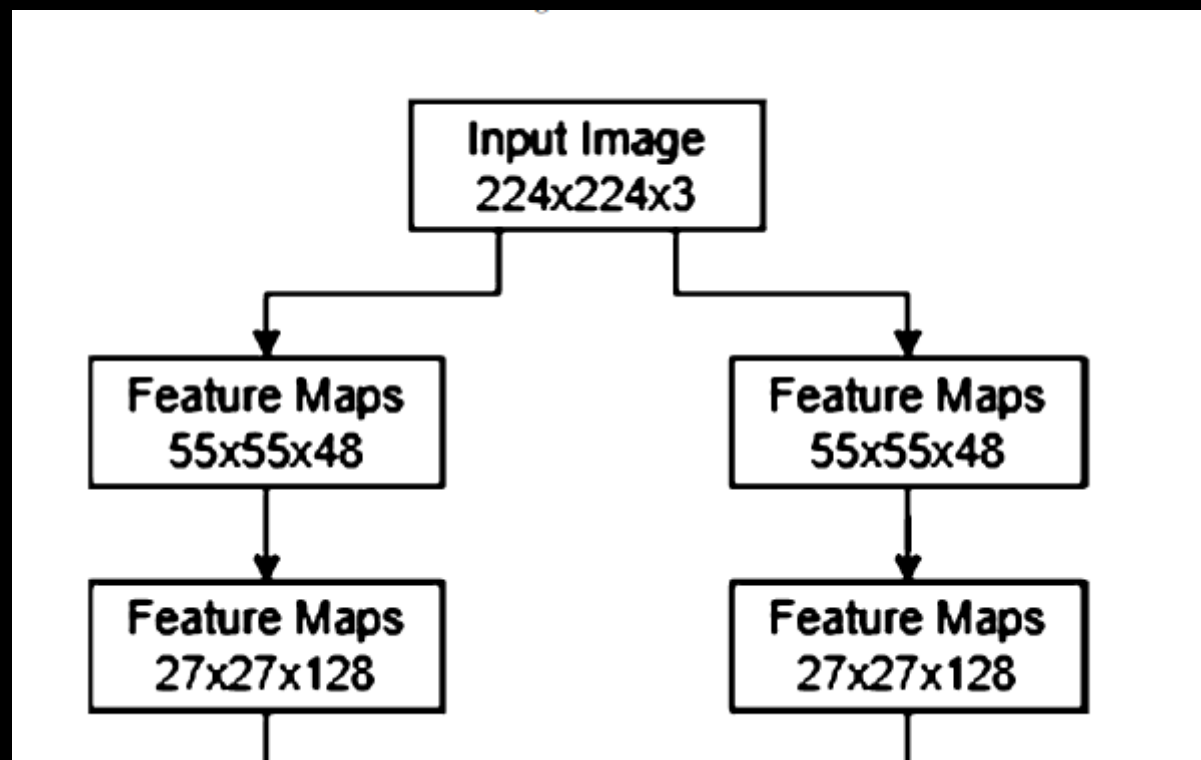 Input Image
224x224x3
Feature Maps
55x55x48
Feature Maps
55x55x48
Feature Maps
27x27x128
Feature Maps
27x27x128